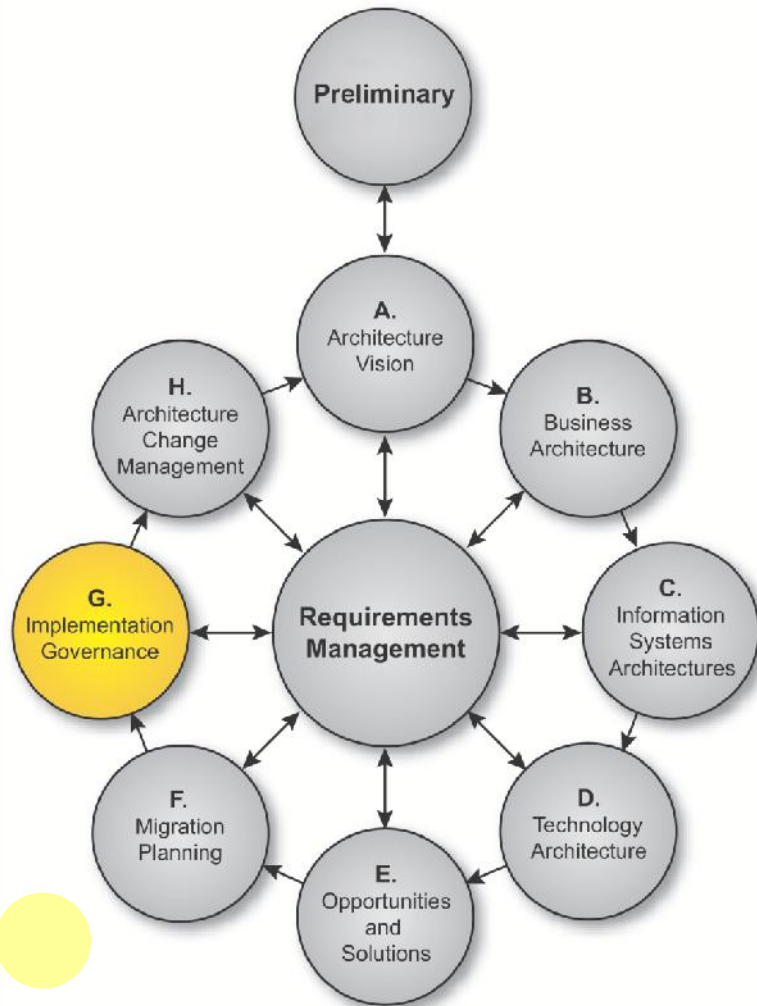 Preliminary
A.
Architecture
Vision
B.
Business
Architecture
C.
Information
Systems
Architectures
D.
Technology
Architecture
E.
Opportunities
and
Solutions
F.
Migration
Planning
G.
Implementation
Governance
H.
Architecture
Change
Management
Requirements
Management